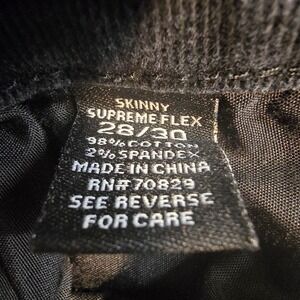 SKINNY
SUPREME FLEX
28/30
98% COTTON
2% SPANDEX
MADE IN CHINA
RN# 70829
SEE REVERSE
FOR CARE